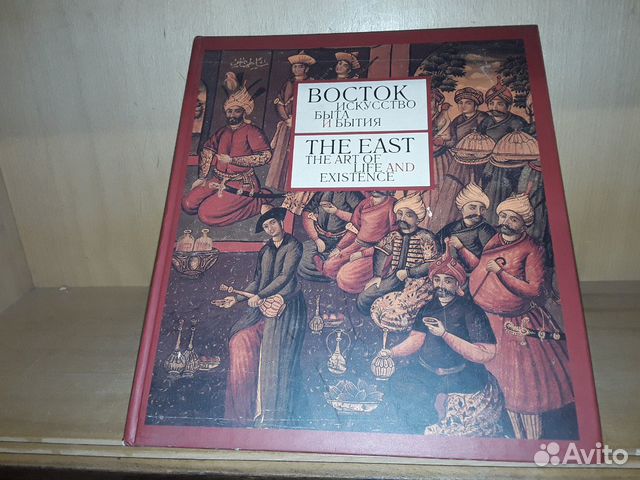 ВОСТОК
ИСКУССТВО
БЫТА
И БЫТИЯ
THE EAST
THE ART OF
LIFE AND
EXISTENCE
Avito